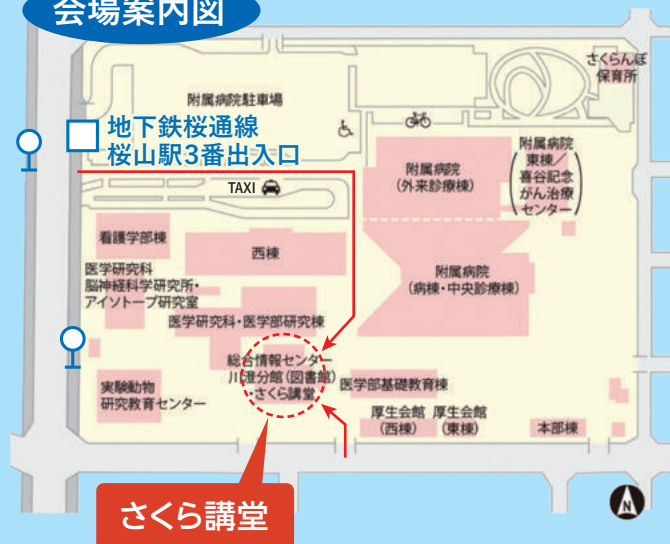 会場案内図
さくらんぼ
保育所
附属病院駐車場
地下鉄桜通線
桜山駅3番出入口
TAXI
附属病院
(外来診療棟)
附属病院
東棟/
喜谷記念
がん治療
センター
看護学部棟
西棟
医学研究科
脳神経科学研究所・
アイソトープ研究室
附属病院
(病棟・中央診療棟)
医学研究科・医学部研究棟
総合情報センター
川澄分館(図書館)
・さくら講堂
医学部基礎教育棟
実験動物
研究教育センター
厚生会館
(西棟)
厚生会館
(東棟)
本部棟
さくら講堂
N